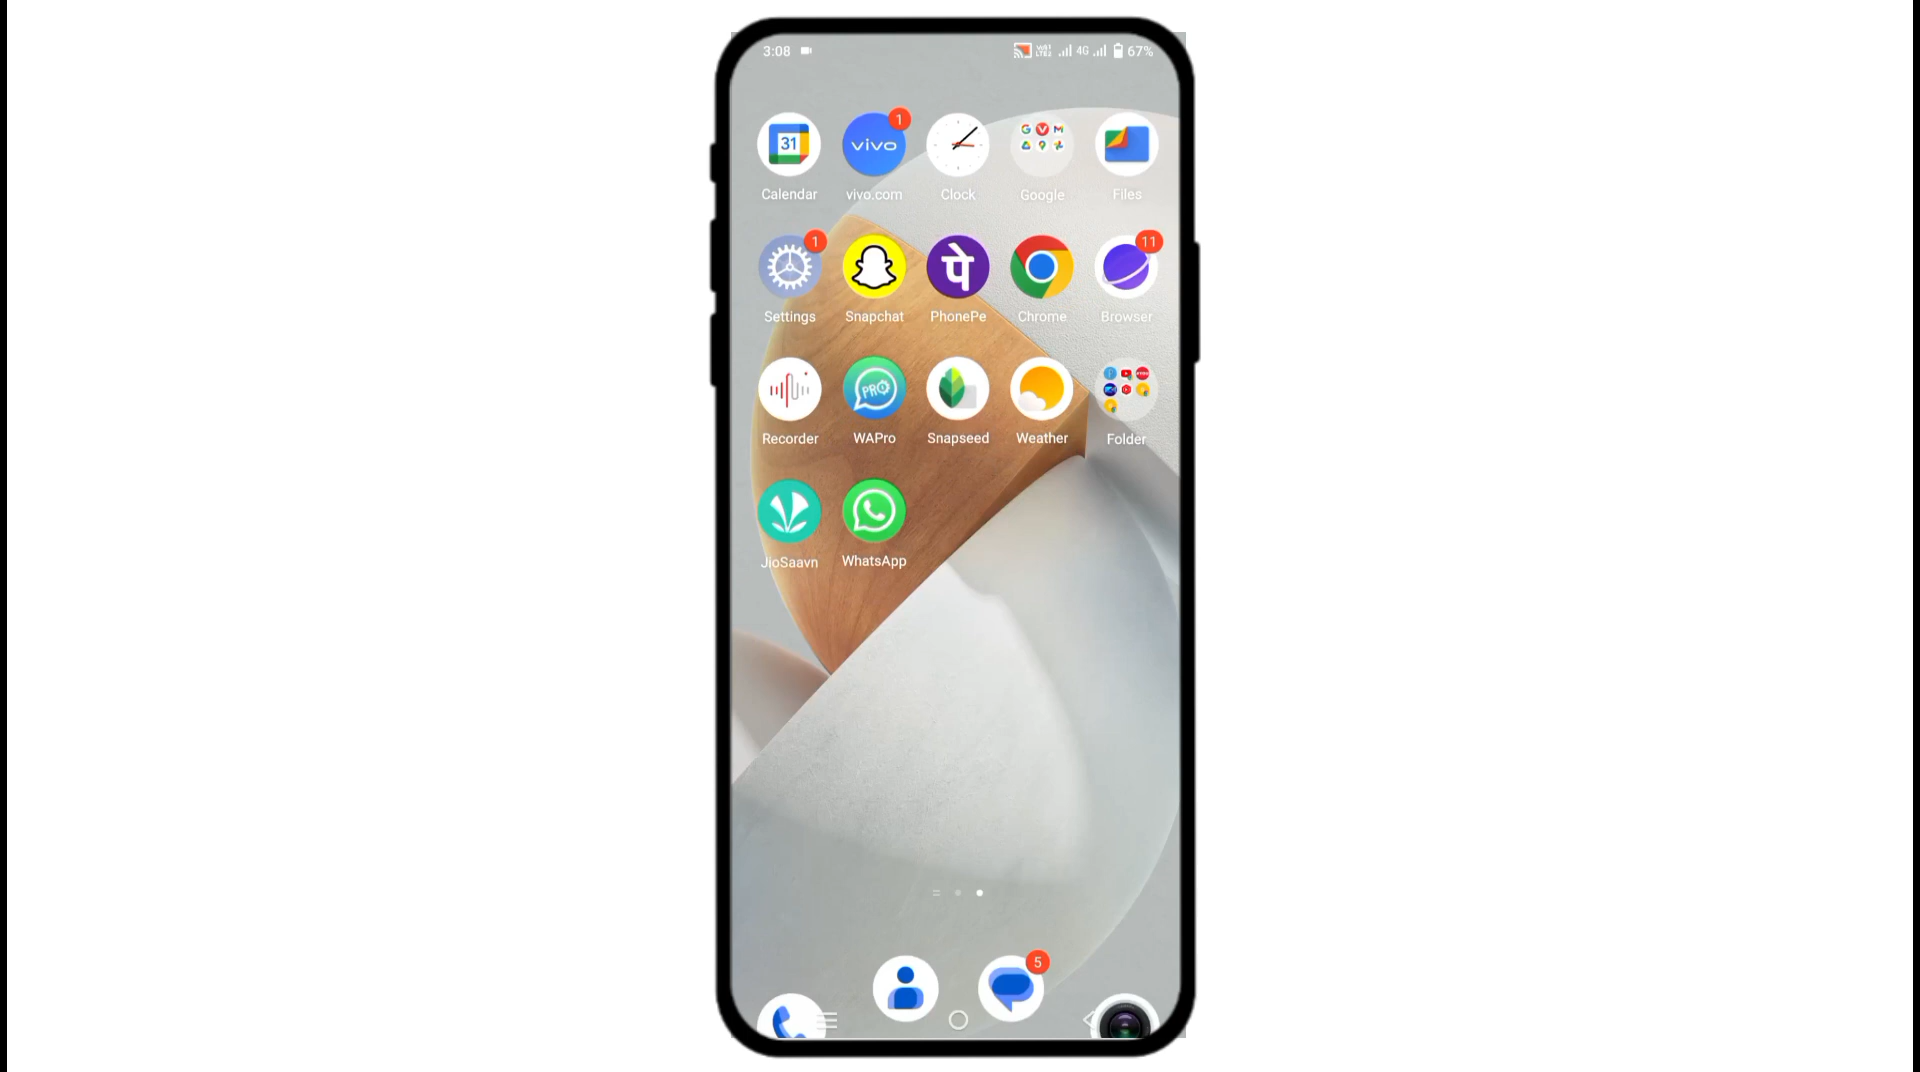 3:08 4G 67%
1
31 vivo
Calendar vivo.com Clock Google Files
1 11
पे
Settings Snapchat PhonePe Chrome Browser
PRO
Recorder WAPro Snapseed Weather Folder
JioSaavn WhatsApp
5